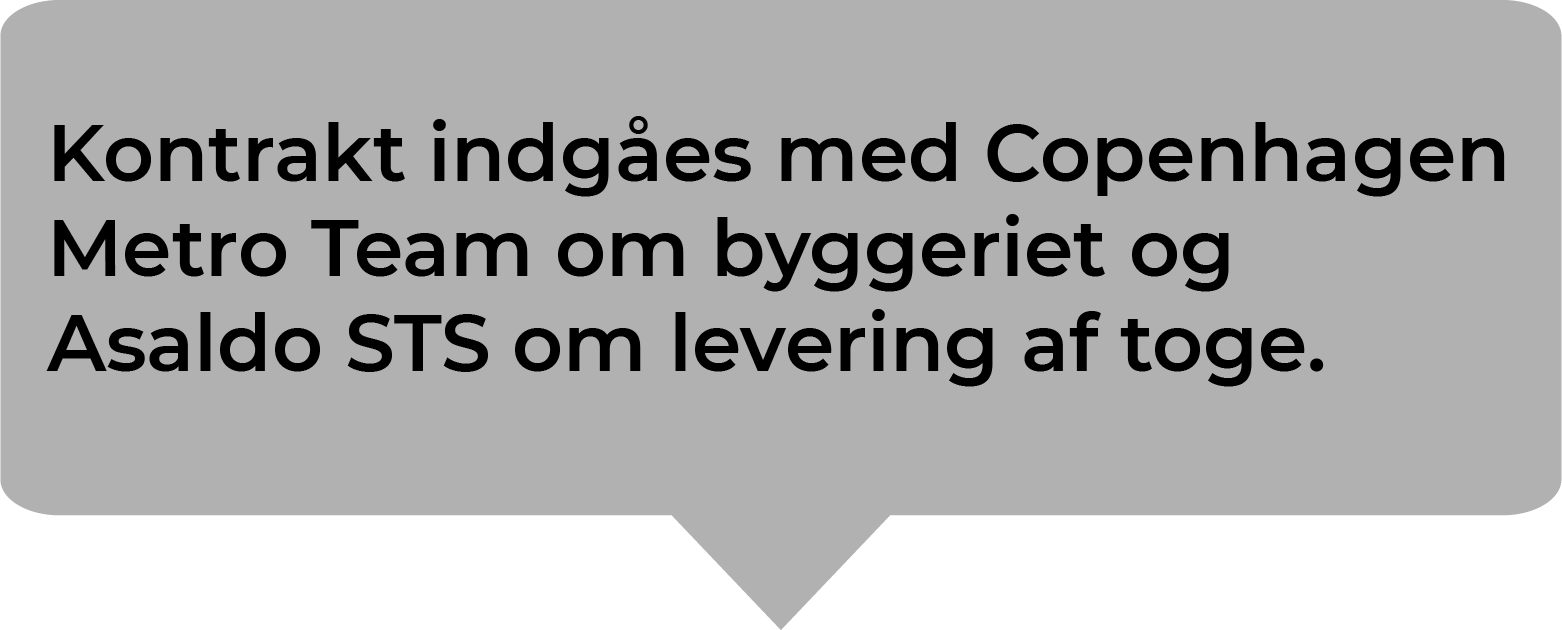 Kontrakt indgåes med Copenhagen
Metro Team om byggeriet og
Asaldo STS om levering af toge.